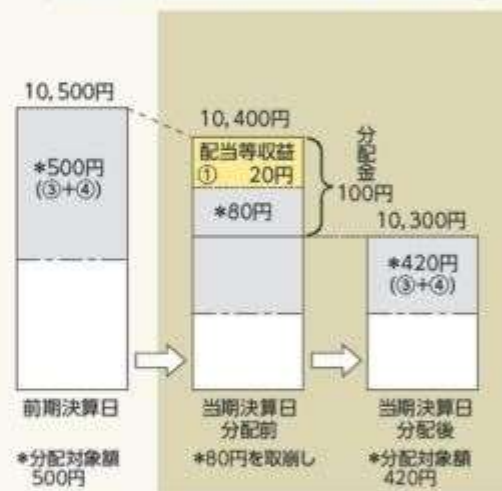 10,500円
*500円
(③+④)
前期決算日
*分配対象額
500円
10,400円
配当等収益
① 20円
*80円
分配金
100円
当期決算日
分配前
*80円を取崩し
10,300円
*420円
(③+④)
当期決算日
分配後
*分配対象額
420円